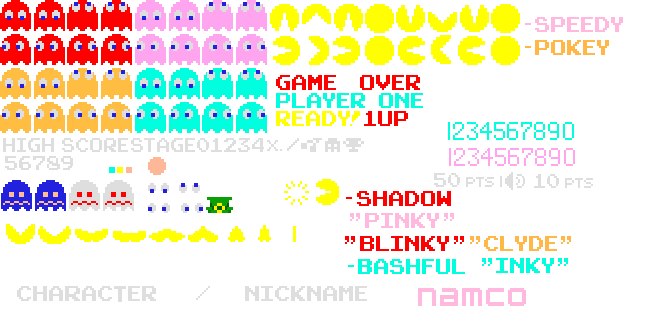 -SPEEDY
-POKEY
GAME OVER
PLAYER ONE
READY! 1UP
HIGH SCORESTAGE01234X./-
56789
1234567890
1234567890
50 PTS 10 PTS
-SHADOW
"PINKY"
"BLINKY" "CLYDE"
-BASHFUL "INKY"
CHARACTER / NICKNAME
namco